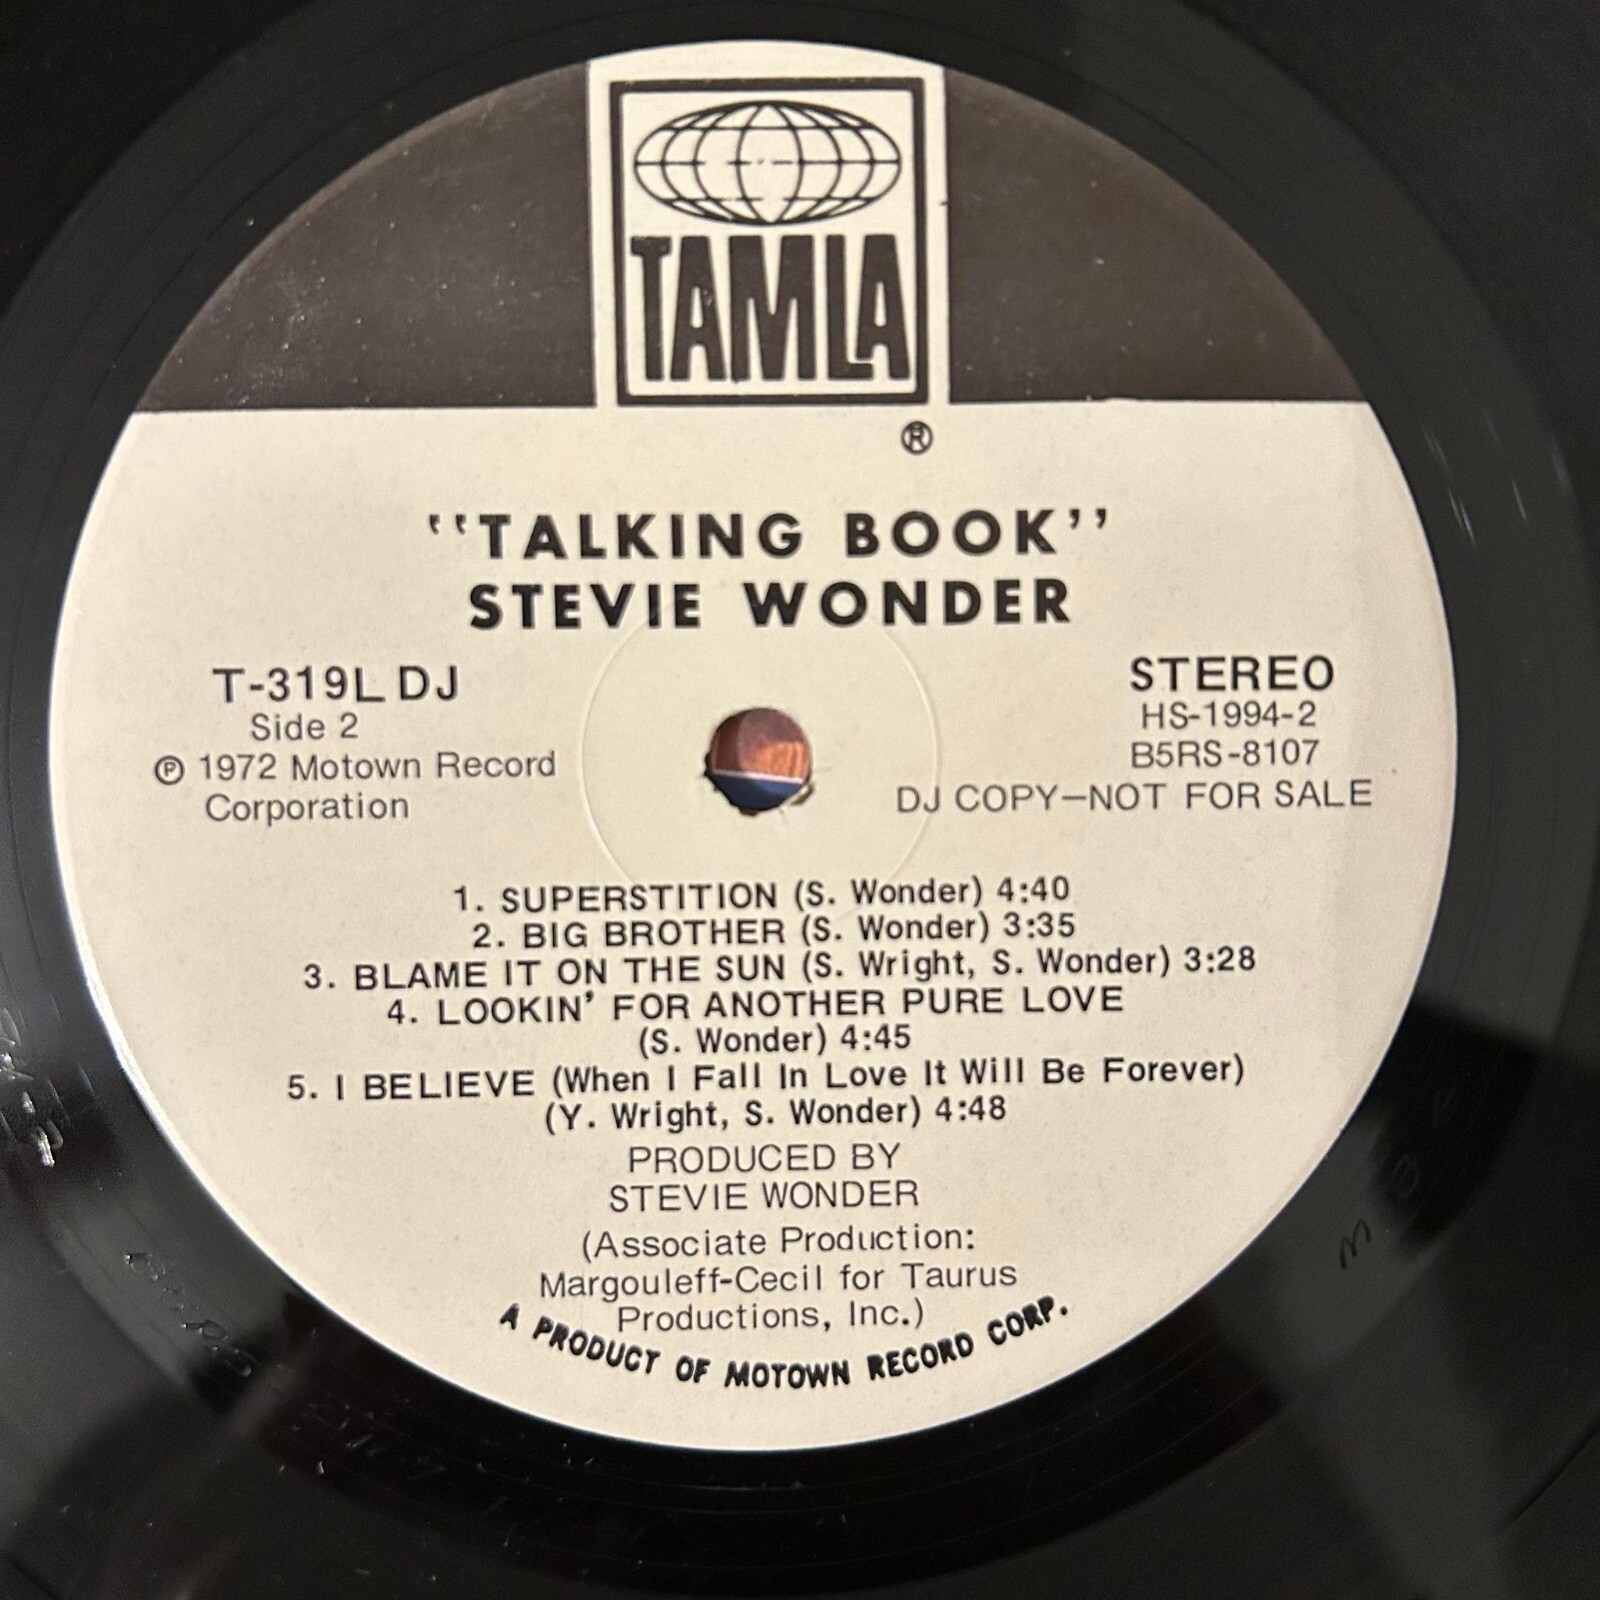 TAMLA
®
"TALKING BOOK"
STEVIE WONDER
T-319L DJ
Side 2
℗ 1972 Motown Record
Corporation
STEREO
HS-1994-2
B5RS-8107
DJ COPY—NOT FOR SALE
1. SUPERSTITION (S. Wonder) 4:40
2. BIG BROTHER (S. Wonder) 3:35
3. BLAME IT ON THE SUN (S. Wright, S. Wonder) 3:28
4. LOOKIN' FOR ANOTHER PURE LOVE
(S. Wonder) 4:45
5. I BELIEVE (When I Fall In Love It Will Be Forever)
(Y. Wright, S. Wonder) 4:48
PRODUCED BY
STEVIE WONDER
(Associate Production:
Margouleff-Cecil for Taurus
Productions, Inc.)
A PRODUCT OF MOTOWN RECORD CORP.